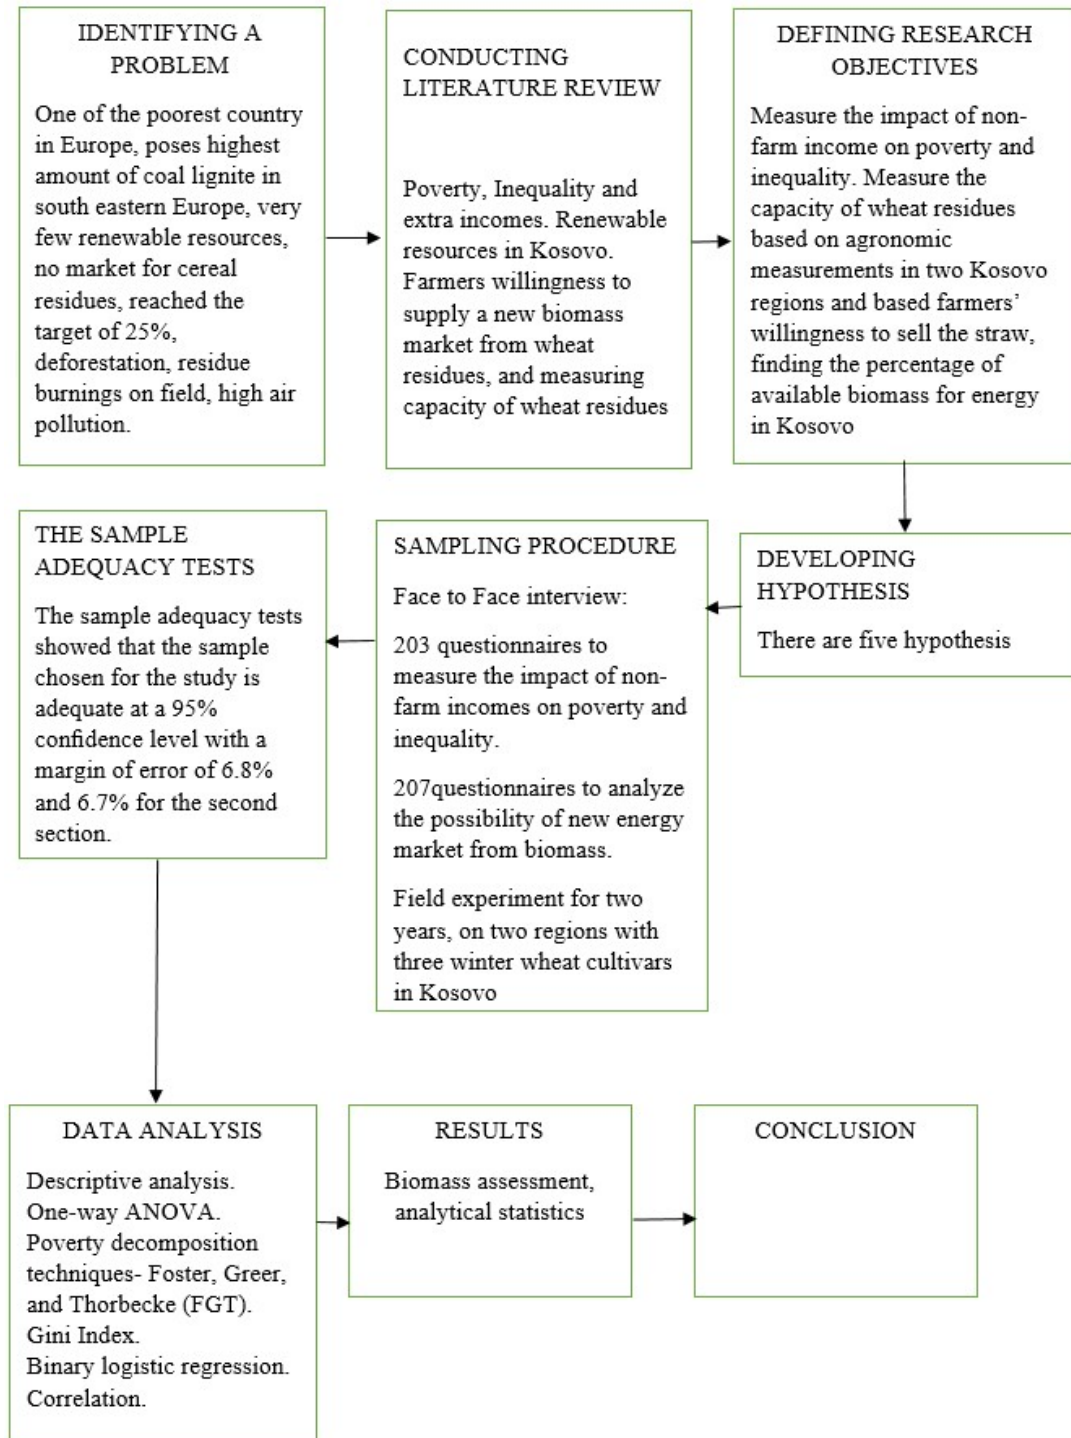 IDENTIFYING A
PROBLEM
One of the poorest country
in Europe, poses highest
amount of coal lignite in
south eastern Europe, very
few renewable resources,
no market for cereal
residues, reached the
target of 25%,
deforestation, residue
burnings on field, high air
pollution.
CONDUCTING
LITERATURE REVIEW
Poverty, Inequality and
extra incomes. Renewable
resources in Kosovo.
Farmers willingness to
supply a new biomass
market from wheat
residues, and measuring
capacity of wheat residues
DEFINING RESEARCH
OBJECTIVES
Measure the impact of non-
farm income on poverty and
inequality. Measure the
capacity of wheat residues
based on agronomic
measurements in two Kosovo
regions and based farmers’
willingness to sell the straw,
finding the percentage of
available biomass for energy
in Kosovo
DEVELOPING
HYPOTHESIS
There are five hypothesis
SAMPLING PROCEDURE
Face to Face interview:
203 questionnaires to
measure the impact of non-
farm incomes on poverty and
inequality.
207questionnaires to analyze
the possibility of new energy
market from biomass.
Field experiment for two
years, on two regions with
three winter wheat cultivars
in Kosovo
THE SAMPLE
ADEQUACY TESTS
The sample adequacy tests
showed that the sample
chosen for the study is
adequate at a 95%
confidence level with a
margin of error of 6.8%
and 6.7% for the second
section.
DATA ANALYSIS
Descriptive analysis.
One-way ANOVA.
Poverty decomposition
techniques- Foster, Greer,
and Thorbecke (FGT).
Gini Index.
Binary logistic regression.
Correlation.
RESULTS
Biomass assessment,
analytical statistics
CONCLUSION